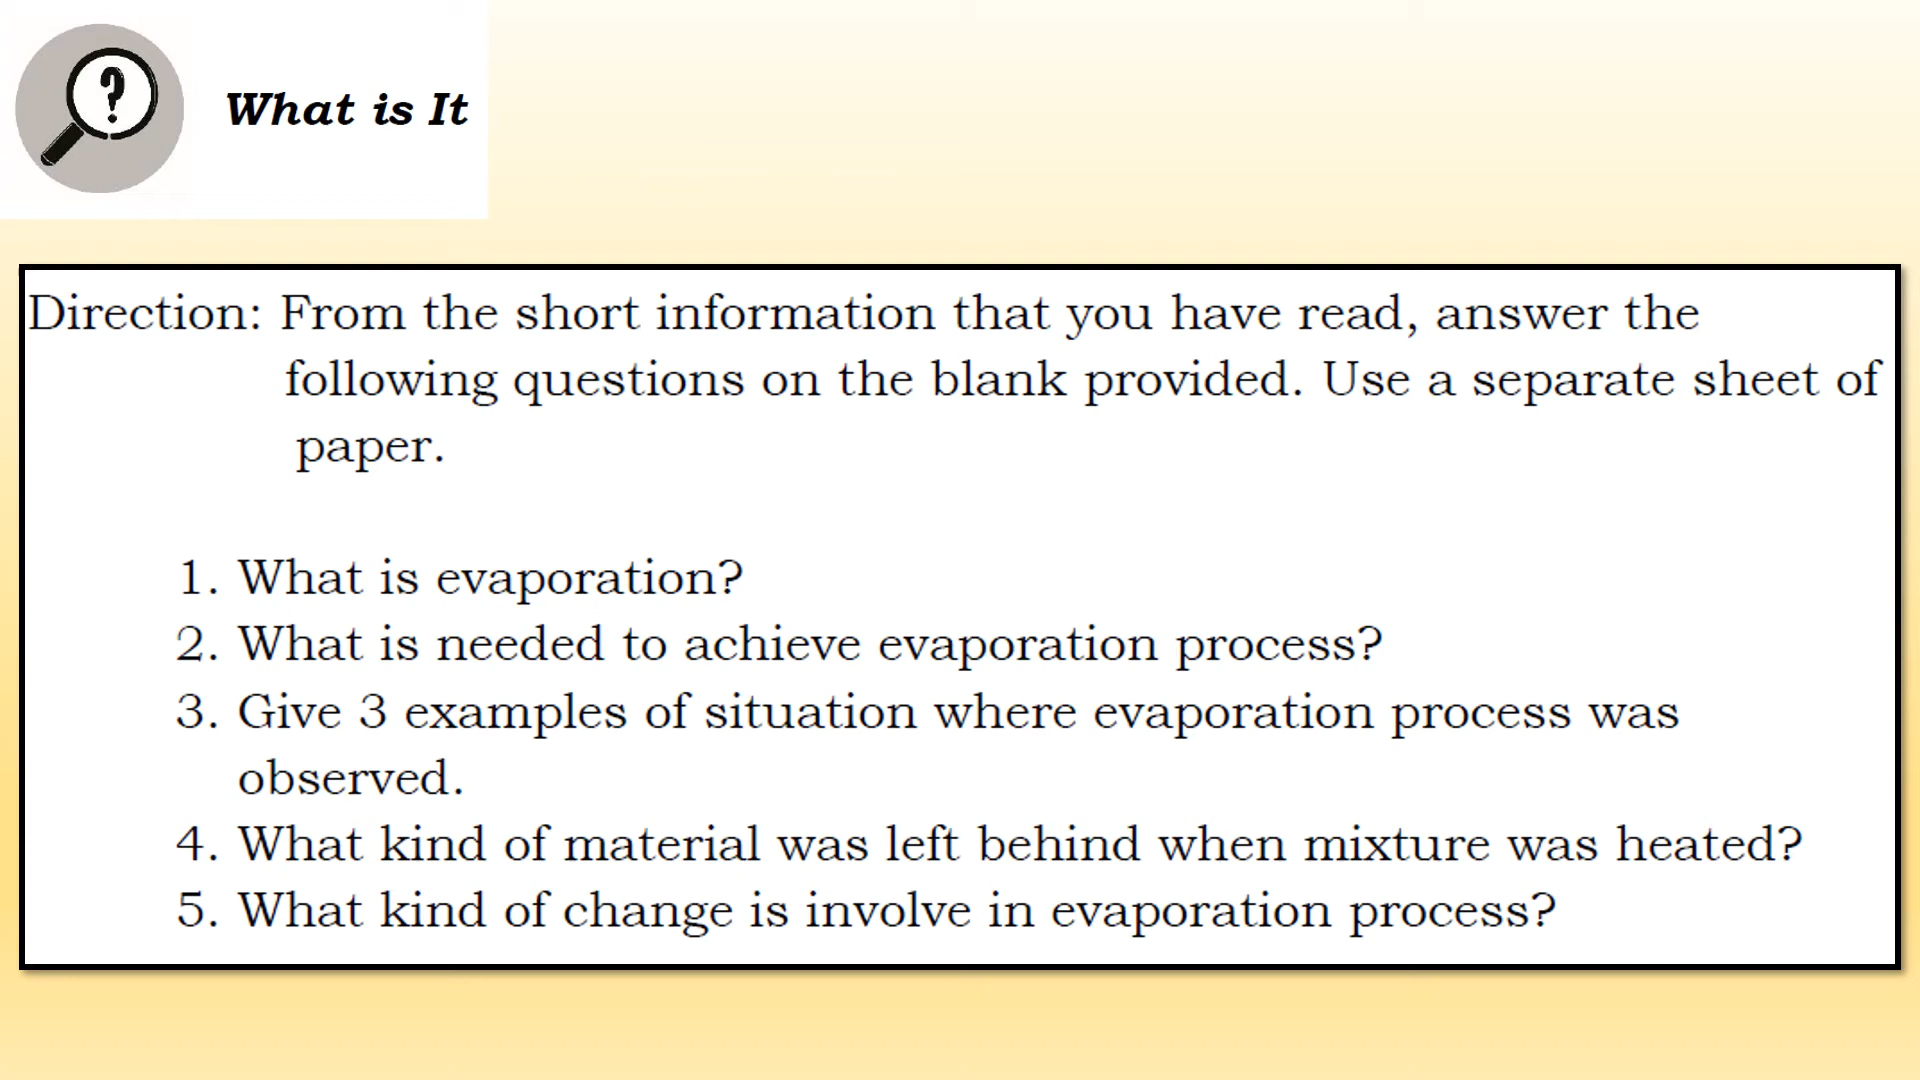 ?
What is It
Direction: From the short information that you have read, answer the
following questions on the blank provided. Use a separate sheet of
paper.
1. What is evaporation?
2. What is needed to achieve evaporation process?
3. Give 3 examples of situation where evaporation process was
observed.
4. What kind of material was left behind when mixture was heated?
5. What kind of change is involve in evaporation process?